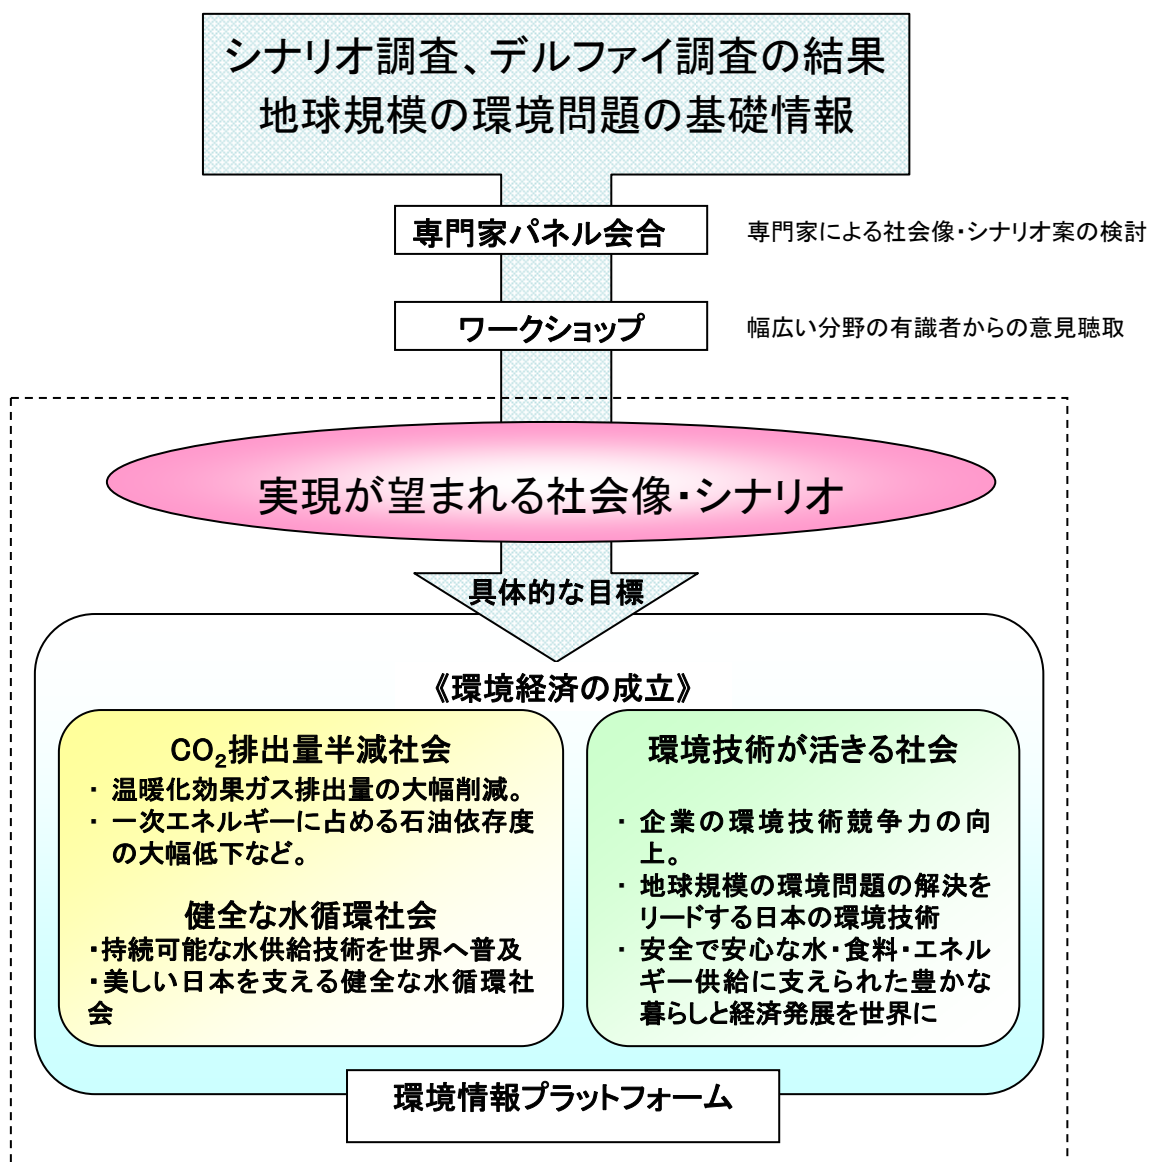 シナリオ調査、デルファイ調査の結果
地球規模の環境問題の基礎情報
専門家パネル会合
専門家による社会像・シナリオ案の検討
ワークショップ
幅広い分野の有識者からの意見聴取
実現が望まれる社会像・シナリオ
具体的な目標
《環境経済の成立》
CO₂排出量半減社会
・ 温暖化効果ガス排出量の大幅削減。
・ 一次エネルギーに占める石油依存度
の大幅低下など。
健全な水循環社会
・持続可能な水供給技術を世界へ普及
・美しい日本を支える健全な水循環社
会
環境技術が活きる社会
・ 企業の環境技術競争力の向
上。
・ 地球規模の環境問題の解決を
リードする日本の環境技術
・ 安全で安心な水・食料・エネル
ギー供給に支えられた豊かな
暮らしと経済発展を世界に
環境情報プラットフォーム